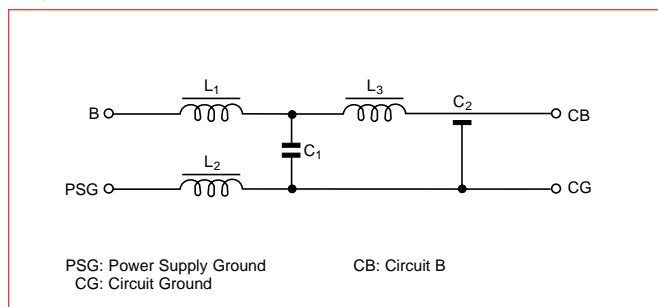 L1
L3
B
C2
CB
C1
L2
PSG
CG
PSG: Power Supply Ground
CB: Circuit B
CG: Circuit Ground